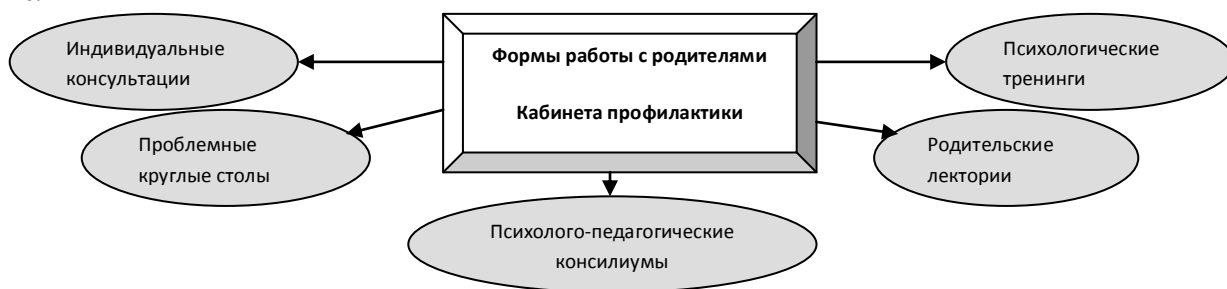 Формы работы с родителями
Кабинета профилактики
Индивидуальные
консультации
Психологические
тренинги
Проблемные
круглые столы
Родительские
лектории
Психолого-педагогические
консилиумы